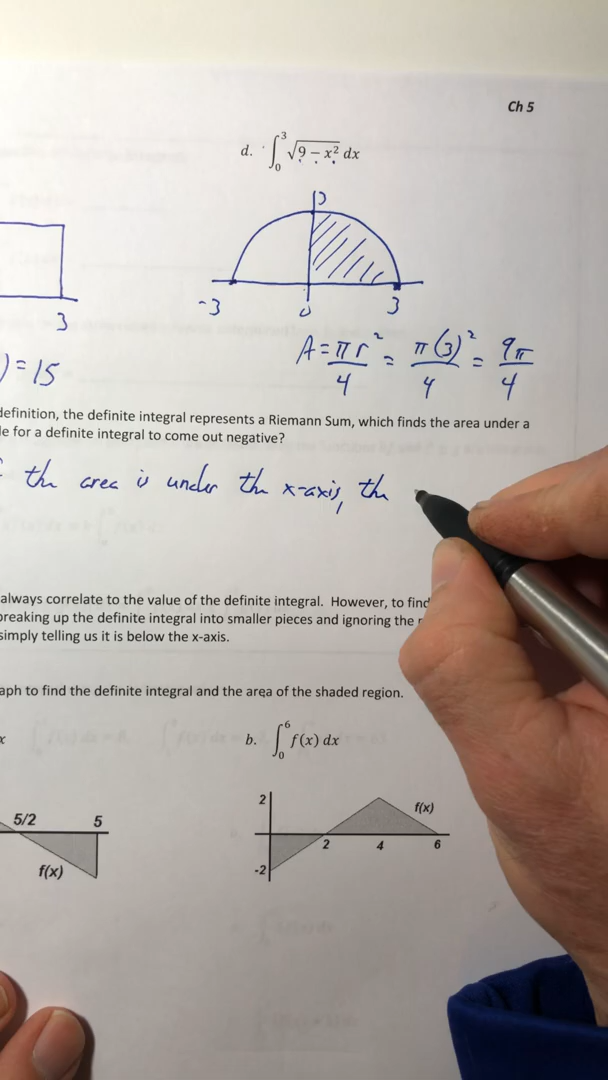 Ch 5
d. ∫₀³ √9 − x² dx
3
-3 0 3
3
A = πr²/4 = π(3)²/4 = 9π/4
) = 15
definition, the definite integral represents a Riemann Sum, which finds the area under a
le for a definite integral to come out negative?
the area is under the x-axis, the
always correlate to the value of the definite integral. However, to find
breaking up the definite integral into smaller pieces and ignoring the
simply telling us it is below the x-axis.
aph to find the definite integral and the area of the shaded region.
x
b. ∫₀⁶ f(x) dx
5/2 5
f(x)
2
f(x)
2 4 6
-2